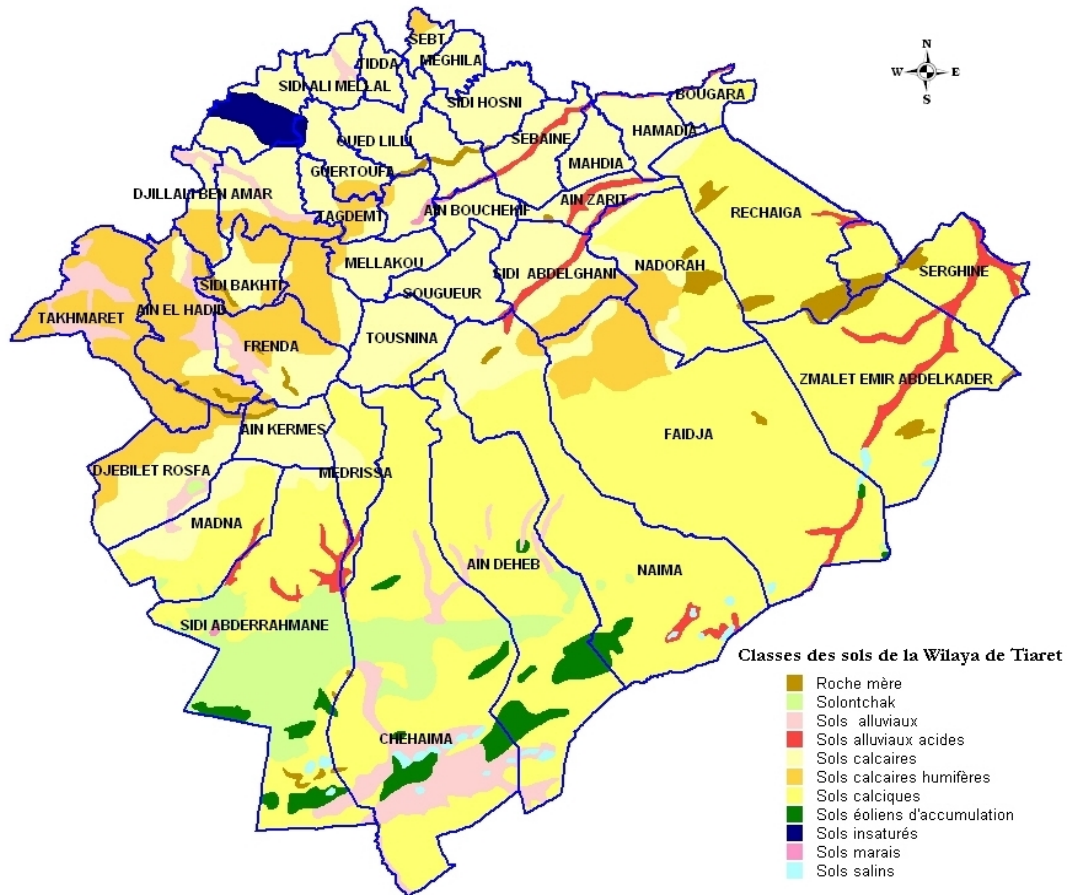 SEBT
TIDDA
MEGHILA
SIDI ALI MELLAL
SIDI HOSNI
BOUGARA
N
W E
S
OUED LILLI
SEBAINE
HAMADIA
GUERTOUFA
MAHDIA
DJILLALI BEN AMAR
TAGDEMT
AIN BOUCHEKIF
AIN ZARIT
RECHAIGA
MELLAKOU
SIDI ABDELGHANI
NADORAH
SERGHINE
SIDI BAKHTI
SOUGUEUR
TAKHMARET
AIN EL HADID
FRENDA
TOUSNINA
ZMALET EMIR ABDELKADER
AIN KERMES
FAIDJA
DJEBILET ROSFA
MEDRISSA
MADNA
AIN DEHEB
NAIMA
SIDI ABDERRAHMANE
CHEHAIMA
Classes des sols de la Wilaya de Tiaret
Roche mère
Solontchak
Sols alluviaux
Sols alluviaux acides
Sols calcaires
Sols calcaires humifères
Sols calciques
Sols éoliens d'accumulation
Sols insaturés
Sols marais
Sols salins